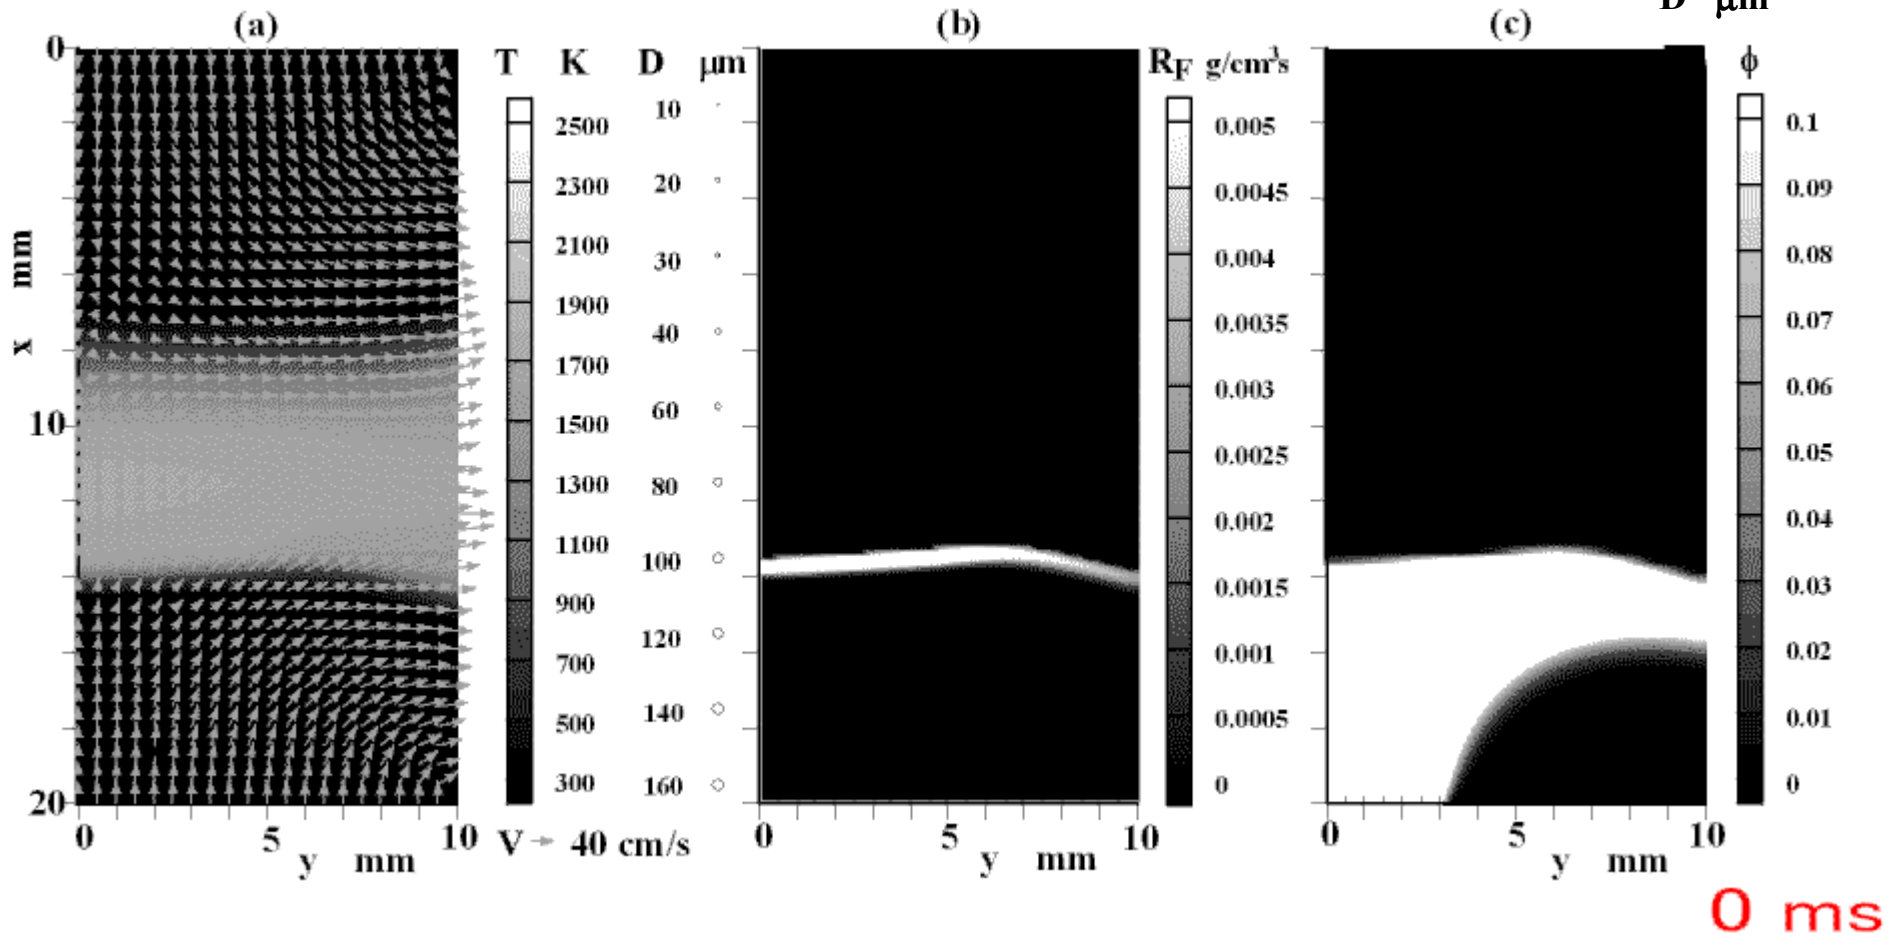 D μm
(a) (b) (c)
0 T K D μm R_F g/cm³s ϕ
2500 10 0.005 0.1
2300 20 0.0045 0.09
2100 30 0.004 0.08
1900 40 0.0035 0.07
1700 60 0.003 0.06
1500 80 0.0025 0.05
1300 100 0.002 0.04
1100 120 0.0015 0.03
900 140 0.001 0.02
700 160 0.0005 0.01
500 0 0
300
x mm
10
20
0 5 10 0 5 10 0 5 10
y mm V 40 cm/s y mm y mm
0 ms